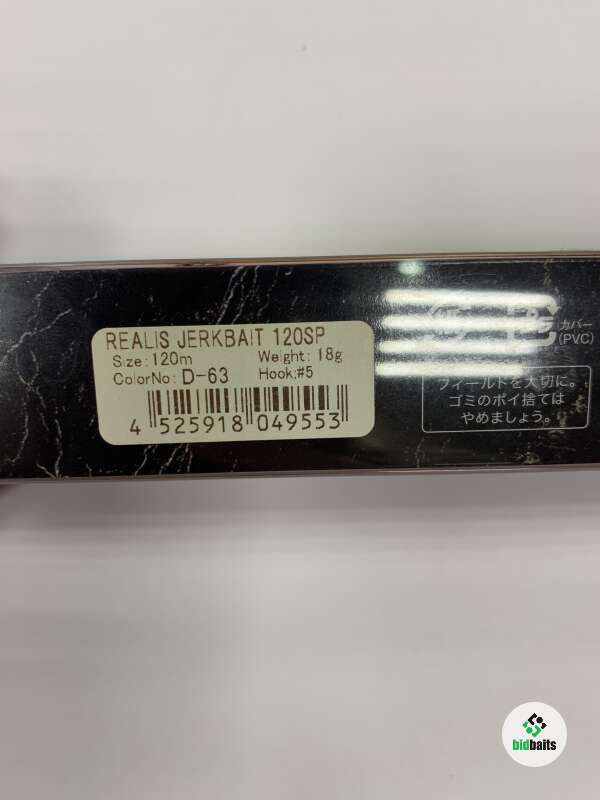 REALIS JERKBAIT 120SP
Size:120m Weight:18g
ColorNo:D-63 Hook:#5
4 525918 049553
カバー
(PVC)
フィールドを大切に。
ゴミのポイ捨ては
やめましょう。
bidbaits